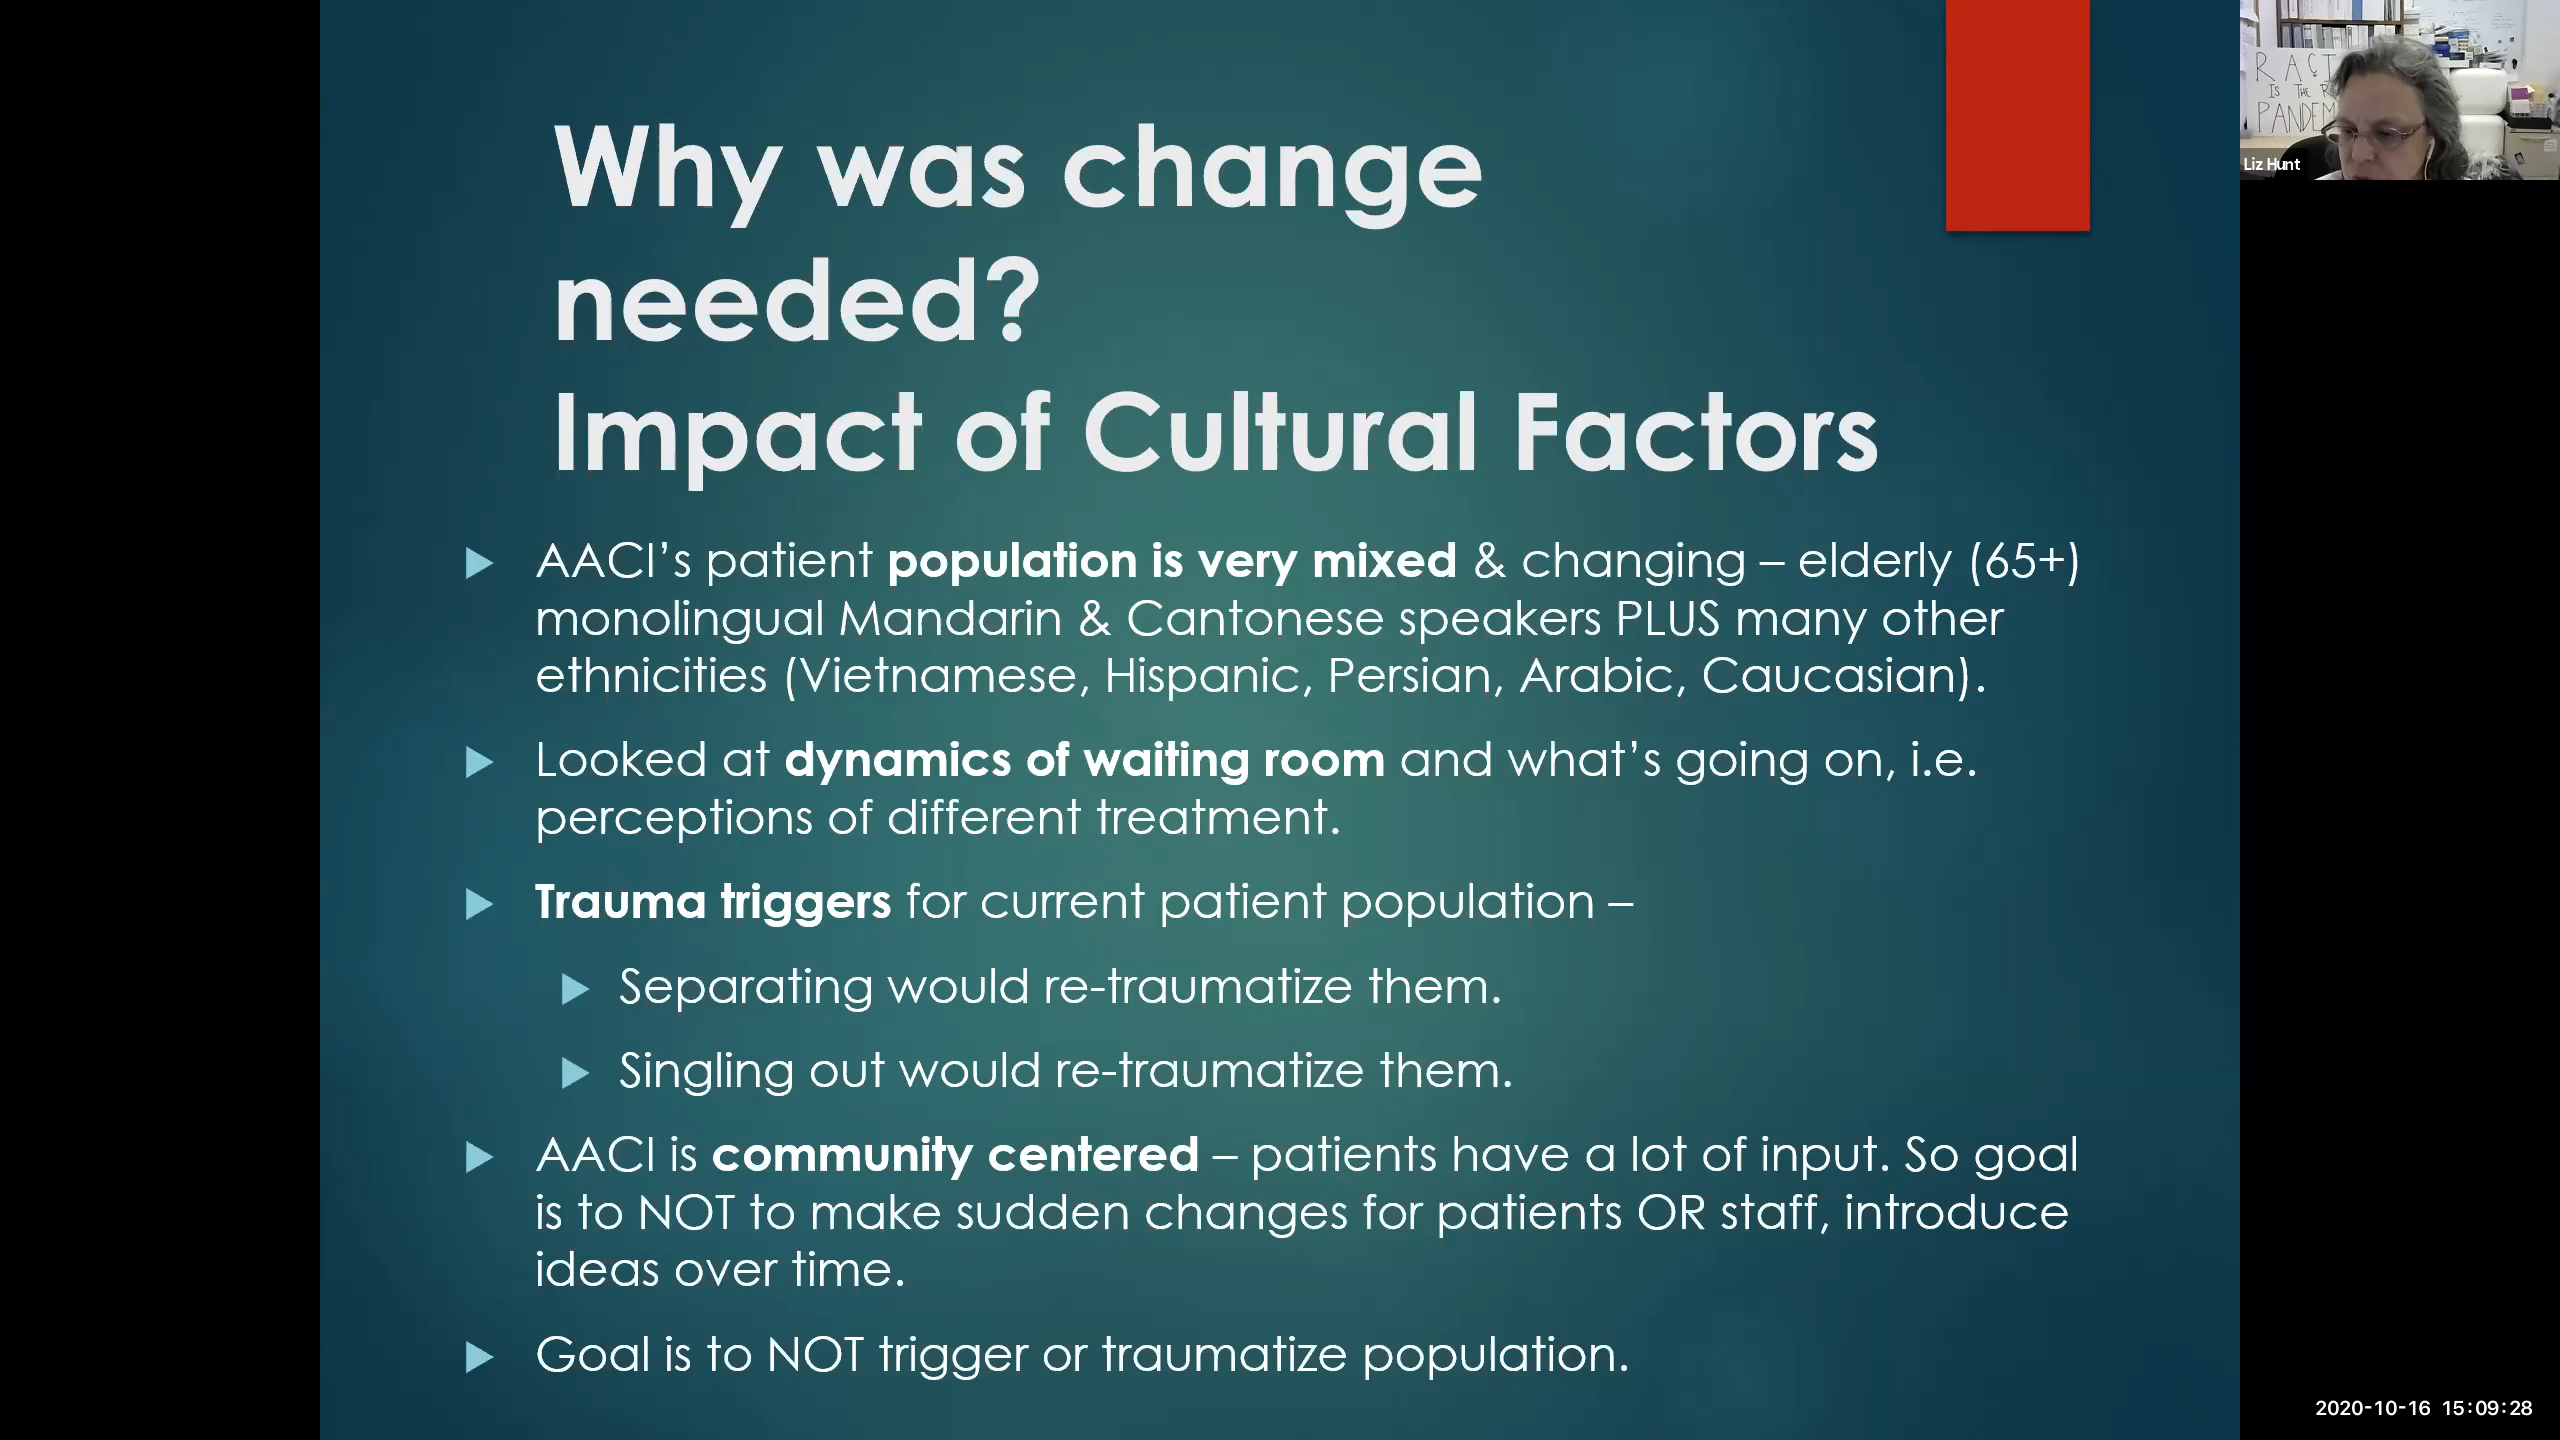 Why was change
needed?
Impact of Cultural Factors
AACI’s patient population is very mixed & changing – elderly (65+)
monolingual Mandarin & Cantonese speakers PLUS many other
ethnicities (Vietnamese, Hispanic, Persian, Arabic, Caucasian).
Looked at dynamics of waiting room and what’s going on, i.e.
perceptions of different treatment.
Trauma triggers for current patient population –
Separating would re-traumatize them.
Singling out would re-traumatize them.
AACI is community centered – patients have a lot of input. So goal
is to NOT to make sudden changes for patients OR staff, introduce
ideas over time.
Goal is to NOT trigger or traumatize population.
IS THE
Liz Hunt
2020-10-16 15:09:28